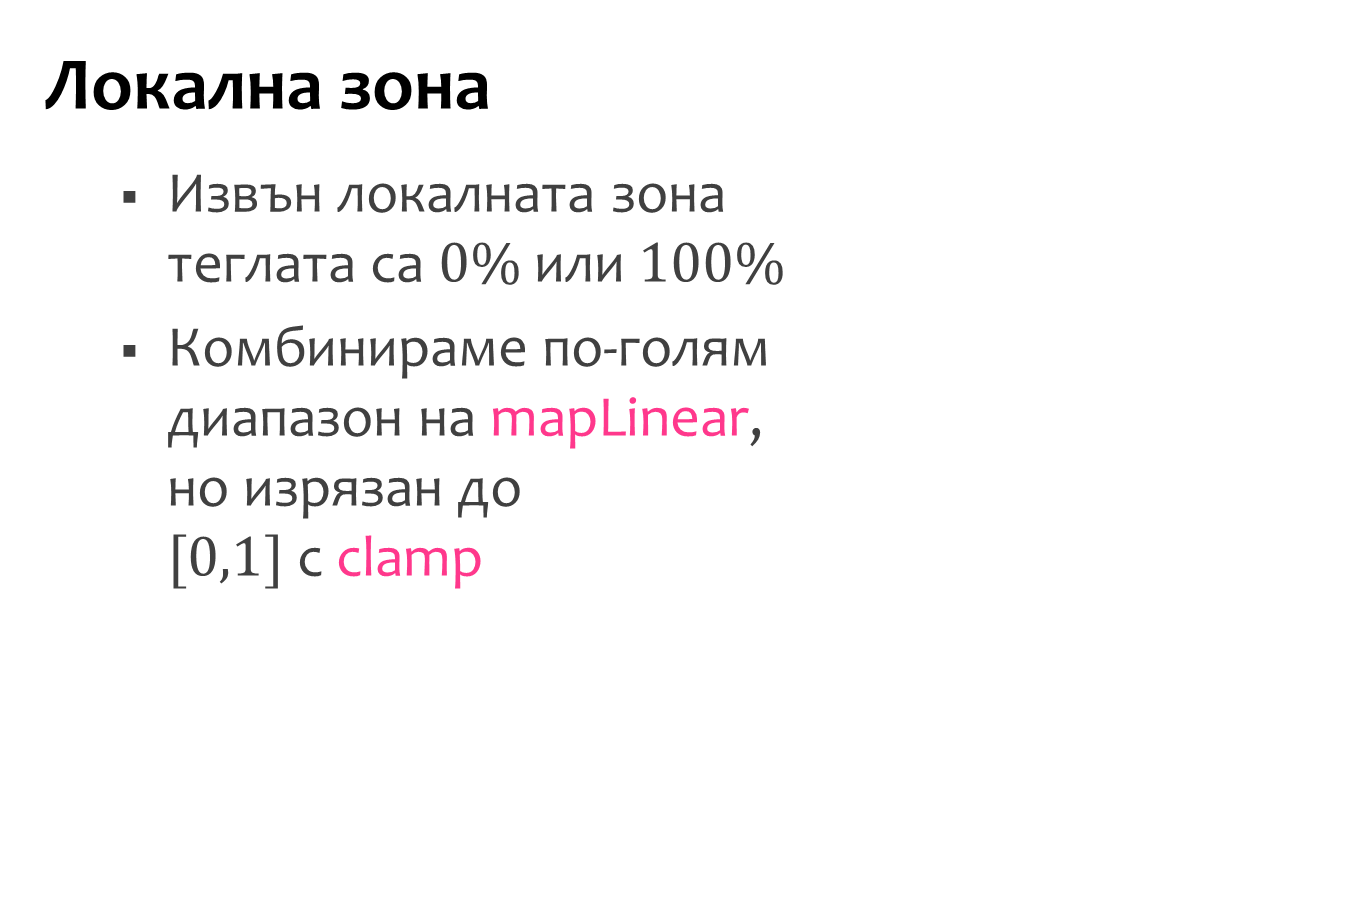 Локална зона
▪ Извън локалната зона
теглата са 0% или 100%
▪ Комбинираме по-голям
диапазон на mapLinear,
но изрязан до
[0,1] с clamp